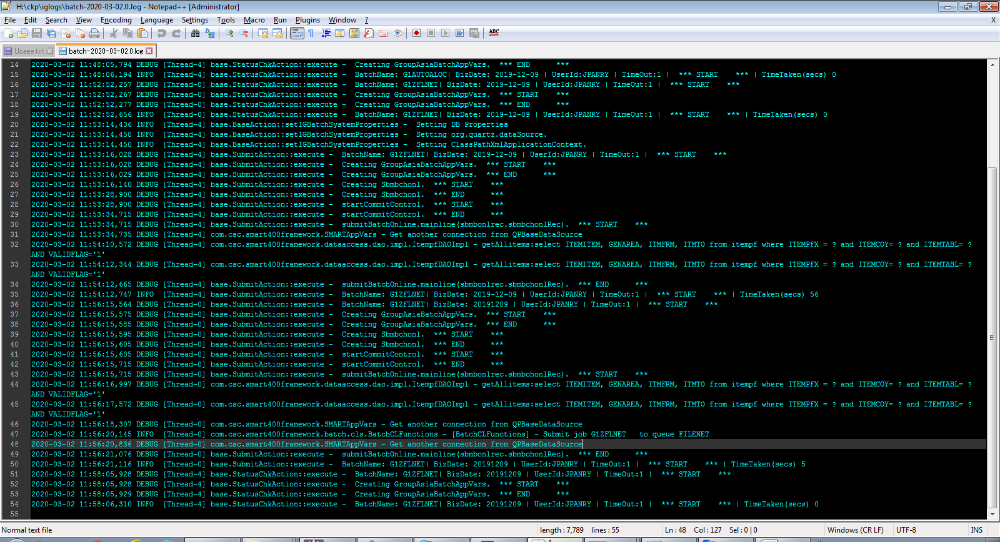 H:\ckp\iglogs\batch-2020-03-02.0.log - Notepad++ [Administrator]
File Edit Search View Encoding Language Settings Tools Macro Run Plugins Window ? X
ABC
Usage.txt batch-2020-03-02.0.log
14 2020-03-02 11:48:05,794 DEBUG [Thread-4] base.StatusChkAction::execute - Creating GroupAsiaBatchAppVars. *** END ***
15 2020-03-02 11:48:06,194 INFO [Thread-4] base.StatusChkAction::execute - BatchName: G1AUTOALOC| BizDate: 2019-12-09 | UserId:JPANRY | TimeOut:1 | *** START *** | TimeTaken(secs) 0
16 2020-03-02 11:52:52,257 DEBUG [Thread-0] base.StatusChkAction::execute - BatchName: G1ZFLNET| BizDate: 2019-12-09 | UserId:JPANRY | TimeOut:1 | *** START ***
17 2020-03-02 11:52:52,267 DEBUG [Thread-0] base.StatusChkAction::execute - Creating GroupAsiaBatchAppVars. *** START ***
18 2020-03-02 11:52:52,277 DEBUG [Thread-0] base.StatusChkAction::execute - Creating GroupAsiaBatchAppVars. *** END ***
19 2020-03-02 11:52:52,656 INFO [Thread-0] base.StatusChkAction::execute - BatchName: G1ZFLNET| BizDate: 2019-12-09 | UserId:JPANRY | TimeOut:1 | *** START *** | TimeTaken(secs) 0
20 2020-03-02 11:53:14,436 INFO [Thread-4] base.BaseAction::setIGBatchSystemProperties - Setting DB Properties
21 2020-03-02 11:53:14,450 INFO [Thread-4] base.BaseAction::setIGBatchSystemProperties - Setting org.quartz.dataSource.
22 2020-03-02 11:53:14,450 INFO [Thread-4] base.BaseAction::setIGBatchSystemProperties - Setting ClassPathXmlApplicationContext.
23 2020-03-02 11:53:16,028 DEBUG [Thread-4] base.SubmitAction::execute - BatchName: G1ZFLNET| BizDate: 2019-12-09 | UserId:JPANRY | TimeOut:1 | *** START ***
24 2020-03-02 11:53:16,028 DEBUG [Thread-4] base.SubmitAction::execute - Creating GroupAsiaBatchAppVars. *** START ***
25 2020-03-02 11:53:16,029 DEBUG [Thread-4] base.SubmitAction::execute - Creating GroupAsiaBatchAppVars. *** END ***
26 2020-03-02 11:53:16,140 DEBUG [Thread-4] base.SubmitAction::execute - Creating Sbmbchonl. *** START ***
27 2020-03-02 11:53:28,900 DEBUG [Thread-4] base.SubmitAction::execute - Creating Sbmbchonl. *** END ***
28 2020-03-02 11:53:28,900 DEBUG [Thread-4] base.SubmitAction::execute - startCommitControl. *** START ***
29 2020-03-02 11:53:34,715 DEBUG [Thread-4] base.SubmitAction::execute - startCommitControl. *** END ***
30 2020-03-02 11:53:34,715 DEBUG [Thread-4] base.SubmitAction::execute - submitBatchOnline.mainline(sbmbonlrec.sbmbchonlRec). *** START ***
31 2020-03-02 11:53:34,735 DEBUG [Thread-4] com.csc.smart400framework.SMARTAppVars - Get another connection from QPBaseDataSource
32 2020-03-02 11:54:10,572 DEBUG [Thread-4] com.csc.smart400framework.dataaccess.dao.impl.ItempfDAOImpl - getAllitems:select ITEMITEM, GENAREA, ITMFRM, ITMTO from itempf where ITEMPFX = ? and ITEMCOY= ? and ITEMTABL= ?
AND VALIDFLAG='1'
33 2020-03-02 11:54:12,344 DEBUG [Thread-4] com.csc.smart400framework.dataaccess.dao.impl.ItempfDAOImpl - getAllitems:select ITEMITEM, GENAREA, ITMFRM, ITMTO from itempf where ITEMPFX = ? and ITEMCOY= ? and ITEMTABL= ?
AND VALIDFLAG='1'
34 2020-03-02 11:54:12,665 DEBUG [Thread-4] base.SubmitAction::execute - submitBatchOnline.mainline(sbmbonlrec.sbmbchonlRec). *** END ***
35 2020-03-02 11:54:12,747 INFO [Thread-4] base.SubmitAction::execute - BatchName: G1ZFLNET| BizDate: 2019-12-09 | UserId:JPANRY | TimeOut:1 | *** START *** | TimeTaken(secs) 56
36 2020-03-02 11:56:15,564 DEBUG [Thread-0] base.SubmitAction::execute - BatchName: G1ZFLNET| BizDate: 20191209 | UserId:JPANRY | TimeOut:1 | *** START ***
37 2020-03-02 11:56:15,575 DEBUG [Thread-0] base.SubmitAction::execute - Creating GroupAsiaBatchAppVars. *** START ***
38 2020-03-02 11:56:15,585 DEBUG [Thread-0] base.SubmitAction::execute - Creating GroupAsiaBatchAppVars. *** END ***
39 2020-03-02 11:56:15,595 DEBUG [Thread-0] base.SubmitAction::execute - Creating Sbmbchonl. *** START ***
40 2020-03-02 11:56:15,605 DEBUG [Thread-0] base.SubmitAction::execute - Creating Sbmbchonl. *** END ***
41 2020-03-02 11:56:15,605 DEBUG [Thread-0] base.SubmitAction::execute - startCommitControl. *** START ***
42 2020-03-02 11:56:15,715 DEBUG [Thread-0] base.SubmitAction::execute - startCommitControl. *** END ***
43 2020-03-02 11:56:15,715 DEBUG [Thread-0] base.SubmitAction::execute - submitBatchOnline.mainline(sbmbonlrec.sbmbchonlRec). *** START ***
44 2020-03-02 11:56:16,997 DEBUG [Thread-0] com.csc.smart400framework.dataaccess.dao.impl.ItempfDAOImpl - getAllitems:select ITEMITEM, GENAREA, ITMFRM, ITMTO from itempf where ITEMPFX = ? and ITEMCOY= ? and ITEMTABL= ?
AND VALIDFLAG='1'
45 2020-03-02 11:56:17,572 DEBUG [Thread-0] com.csc.smart400framework.dataaccess.dao.impl.ItempfDAOImpl - getAllitems:select ITEMITEM, GENAREA, ITMFRM, ITMTO from itempf where ITEMPFX = ? and ITEMCOY= ? and ITEMTABL= ?
AND VALIDFLAG='1'
46 2020-03-02 11:56:18,307 DEBUG [Thread-0] com.csc.smart400framework.SMARTAppVars - Get another connection from QPBaseDataSource
47 2020-03-02 11:56:20,145 INFO [Thread-0] com.csc.smart400framework.batch.cls.BatchCLFunctions - [BatchCLFunctions] - Submit job G1ZFLNET to queue FILENET
48 2020-03-02 11:56:20,836 DEBUG [Thread-0] com.csc.smart400framework.SMARTAppVars - Get another connection from QPBaseDataSource
49 2020-03-02 11:56:21,076 DEBUG [Thread-0] base.SubmitAction::execute - submitBatchOnline.mainline(sbmbonlrec.sbmbchonlRec). *** END ***
50 2020-03-02 11:56:21,116 INFO [Thread-0] base.SubmitAction::execute - BatchName: G1ZFLNET| BizDate: 20191209 | UserId:JPANRY | TimeOut:1 | *** START *** | TimeTaken(secs) 5
51 2020-03-02 11:58:05,928 DEBUG [Thread-4] base.StatusChkAction::execute - BatchName: G1ZFLNET| BizDate: 20191209 | UserId:JPANRY | TimeOut:1 | *** START ***
52 2020-03-02 11:58:05,928 DEBUG [Thread-4] base.StatusChkAction::execute - Creating GroupAsiaBatchAppVars. *** START ***
53 2020-03-02 11:58:05,929 DEBUG [Thread-4] base.StatusChkAction::execute - Creating GroupAsiaBatchAppVars. *** END ***
54 2020-03-02 11:58:06,310 INFO [Thread-4] base.StatusChkAction::execute - BatchName: G1ZFLNET| BizDate: 20191209 | UserId:JPANRY | TimeOut:1 | *** START *** | TimeTaken(secs) 0
55
Normal text file length : 7,789 lines : 55 Ln : 48 Col : 127 Sel : 0 | 0 Windows (CR LF) UTF-8 INS